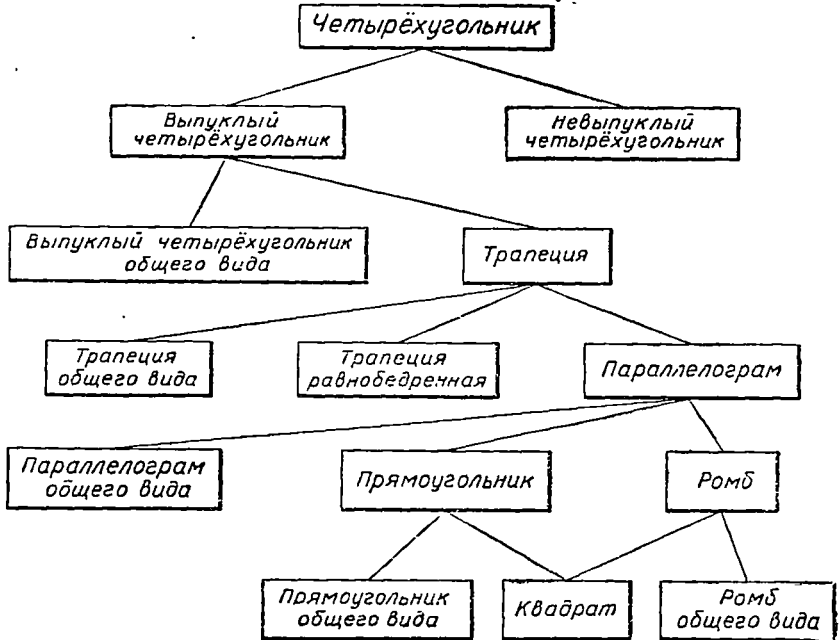 Четырёхугольник
Выпуклый
четырёхугольник
Невыпуклый
четырёхугольник
Выпуклый четырёхугольник
общего вида
Трапеция
Трапеция
общего вида
Трапеция
равнобедренная
Параллелограм
Параллелограм
общего вида
Прямоугольник
Ромб
Прямоугольник
общего вида
Квадрат
Ромб
общего вида